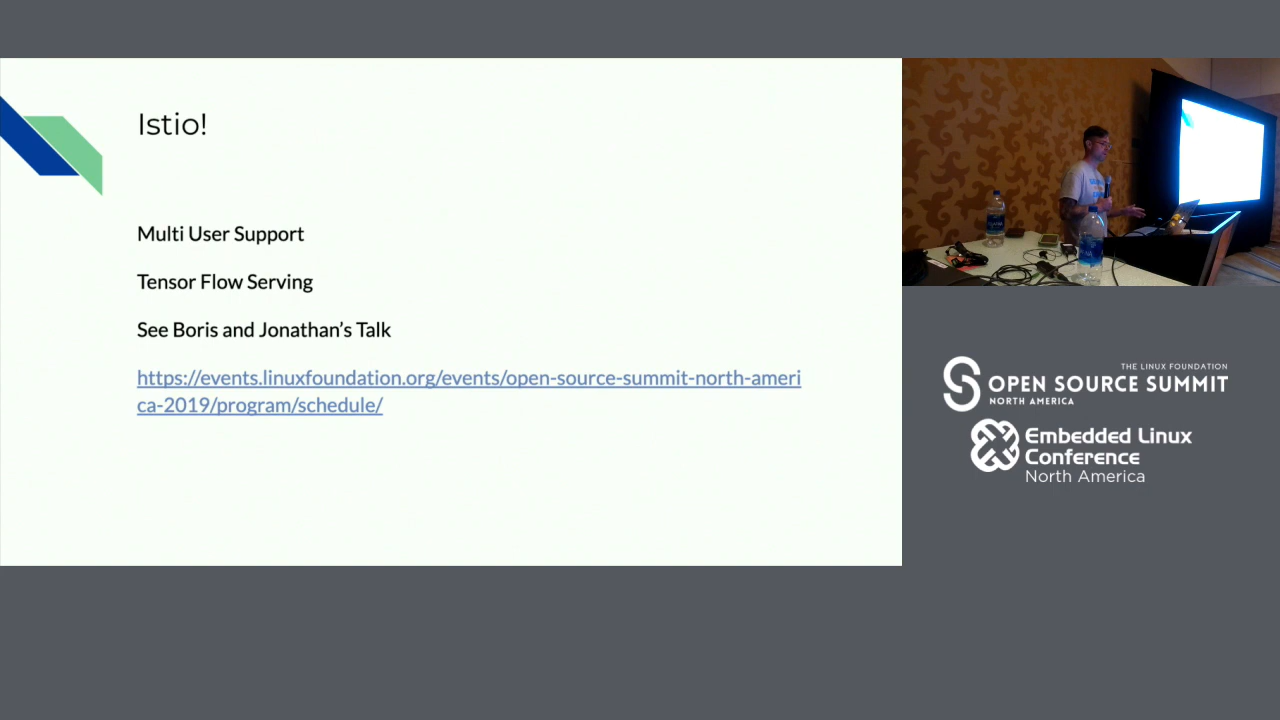 Istio!
Multi User Support
Tensor Flow Serving
See Boris and Jonathan's Talk
https://events.linuxfoundation.org/events/open-source-summit-north-ameri
ca-2019/program/schedule/
THE LINUX FOUNDATION
OPEN SOURCE SUMMIT
NORTH AMERICA
Embedded Linux
Conference
North America